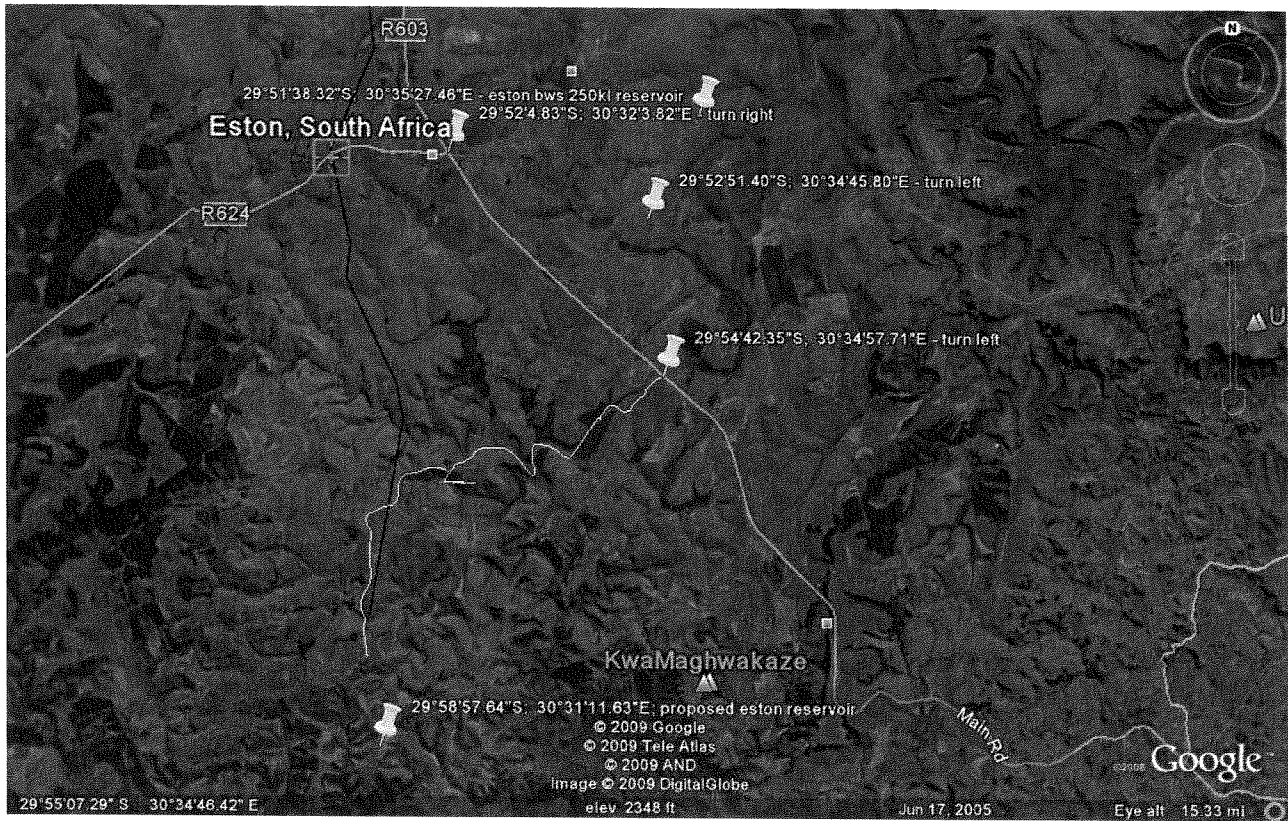 R603
N
29°51'38.32"S; 30°35'27.46"E - eston bws 250kl reservoir
29°52'4.83"S; 30°32'3.82"E - turn right
Eston, South Africa
29°52'51.40"S; 30°34'45.80"E - turn left
R624
U
29°54'42.35"S; 30°34'57.71"E - turn left
KwaMaghwakaze
29°58'57.64"S; 30°31'11.63"E; proposed eston reservoir
© 2009 Google
© 2009 Tele Atlas
© 2009 AND
Image © 2009 DigitalGlobe
Main Rd
©2008 Google™
29°55'07.29" S 30°34'46.42" E
elev 2348 ft
Jun 17, 2005
Eye alt 15.33 mi